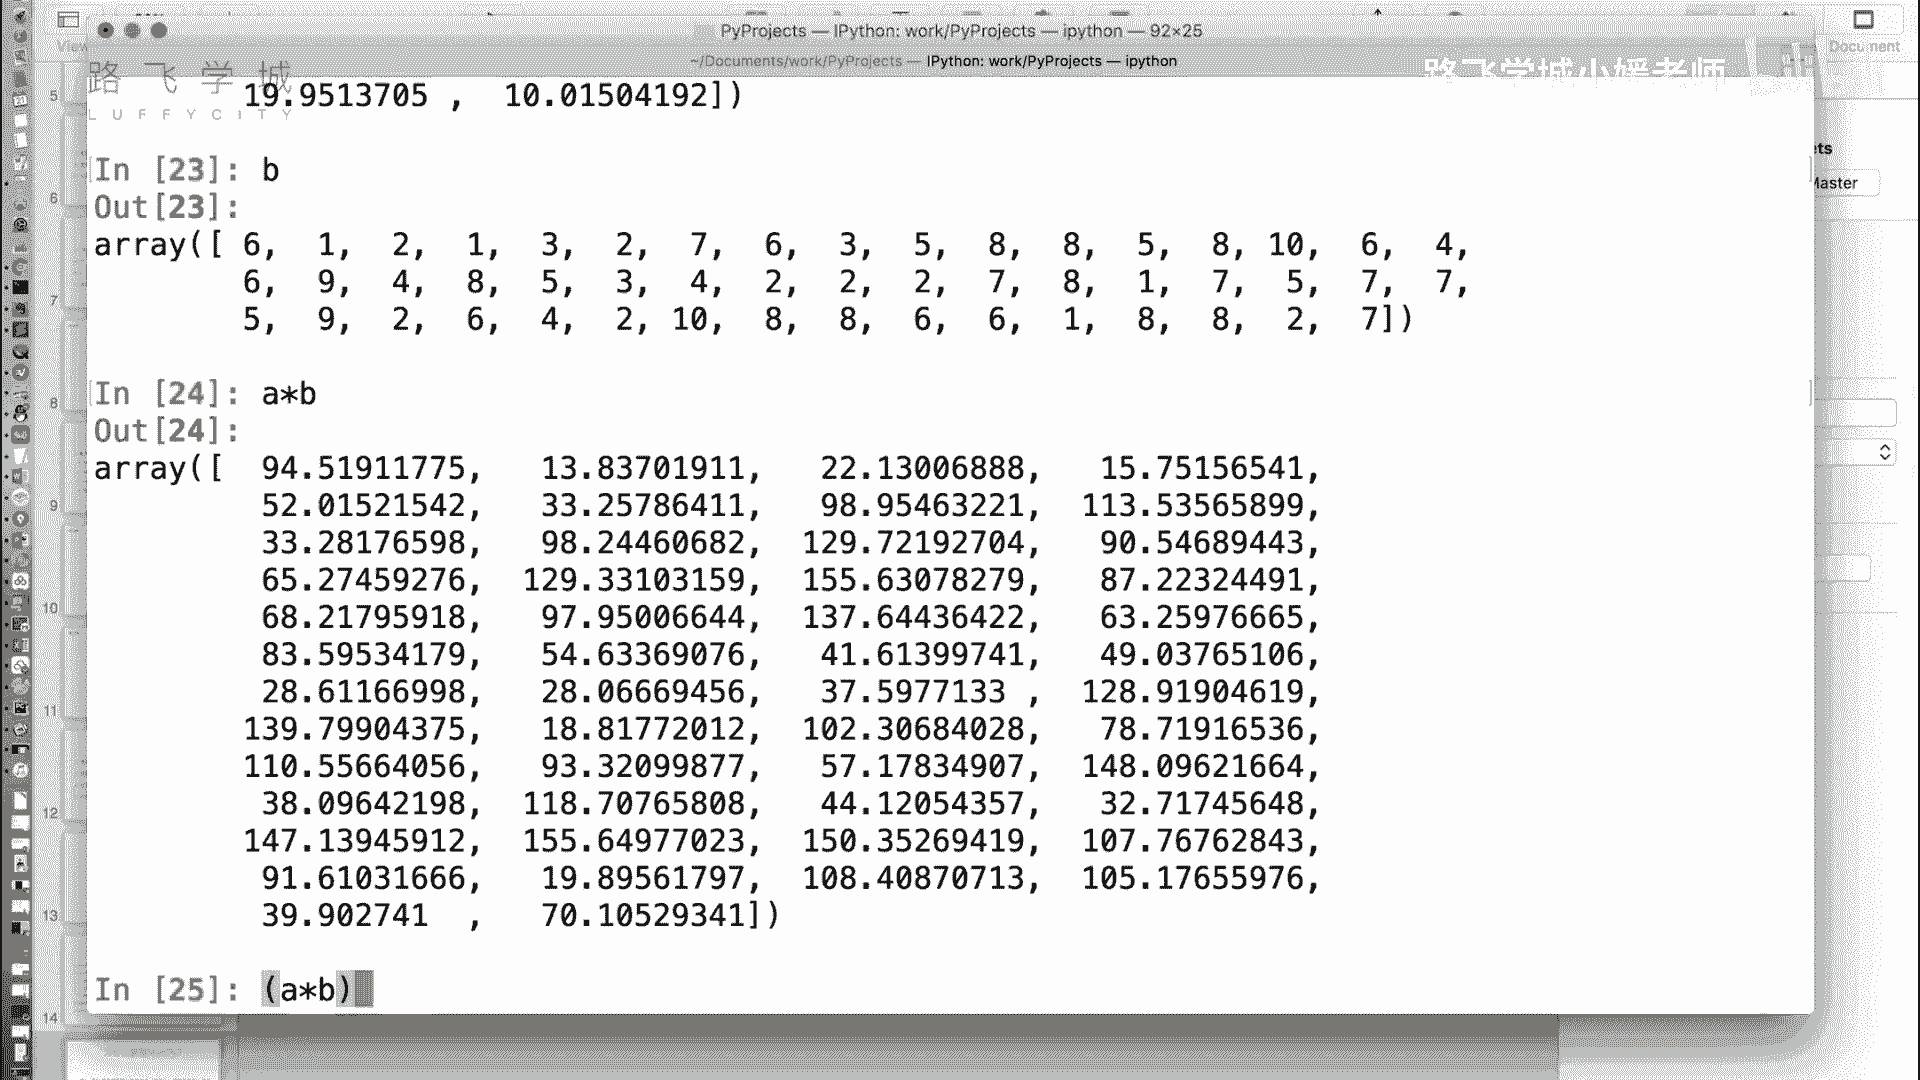 PyProjects — IPython: work/PyProjects — ipython — 92×25
~/Documents/work/PyProjects — IPython: work/PyProjects — ipython
View
Document
路飞学城
LUFFYCITY
路飞学城小媛老师
19.9513705 ,  10.01504192])
In [23]: b
Out[23]:
array([ 6,  1,  2,  1,  3,  2,  7,  6,  3,  5,  8,  8,  5,  8, 10,  6,  4,
6,  9,  4,  8,  5,  3,  4,  2,  2,  2,  7,  8,  1,  7,  5,  7,  7,
5,  9,  2,  6,  4,  2, 10,  8,  8,  6,  6,  1,  8,  8,  2,  7])
In [24]: a*b
Out[24]:
array([  94.51911775,   13.83701911,   22.13006888,   15.75156541,
52.01521542,   33.25786411,   98.95463221,  113.53565899,
33.28176598,   98.24460682,  129.72192704,   90.54689443,
65.27459276,  129.33103159,  155.63078279,   87.22324491,
68.21795918,   97.95006644,  137.64436422,   63.25976665,
83.59534179,   54.63369076,   41.61399741,   49.03765106,
28.61166998,   28.06669456,   37.5977133 ,  128.91904619,
139.79904375,   18.81772012,  102.30684028,   78.71916536,
110.55664056,   93.32099877,   57.17834907,  148.09621664,
38.09642198,  118.70765808,   44.12054357,   32.71745648,
147.13945912,  155.64977023,  150.35269419,  107.76762843,
91.61031666,   19.89561797,  108.40870713,  105.17655976,
39.902741  ,   70.10529341])
In [25]: (a*b)
5
6
7
8
9
10
11
12
13
14